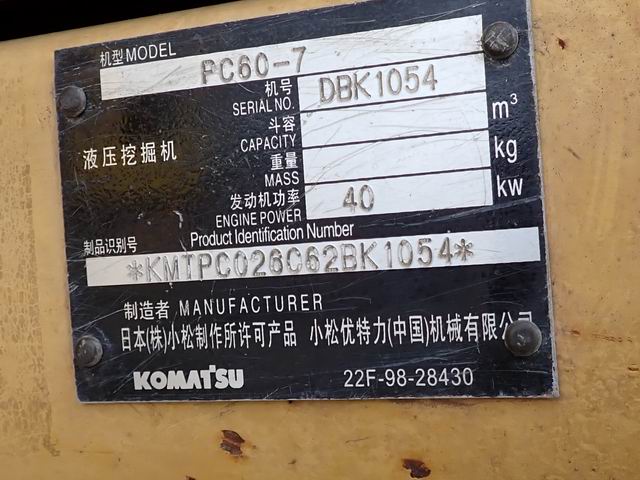 机型 MODEL PC60-7
机号 SERIAL NO. DBK1054
斗容 CAPACITY m³
重量 MASS kg
液压挖掘机
发动机功率 ENGINE POWER 40 kw
制品识别号 Product Identification Number
*KMTPC026C62BK1054*
制造者 MANUFACTURER
日本(株)小松制作所许可产品 小松优特力(中国)机械有限公司
KOMATSU 22F-98-28430